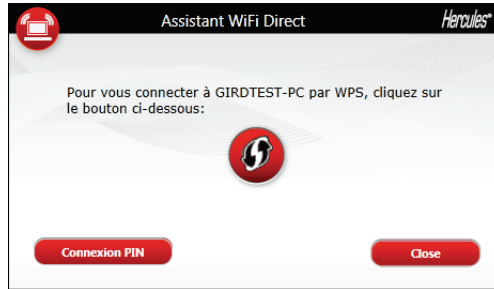 Assistant WiFi Direct
Hercules®
Pour vous connecter à GIRDTEST-PC par WPS, cliquez sur
le bouton ci-dessous:
Connexion PIN
Close